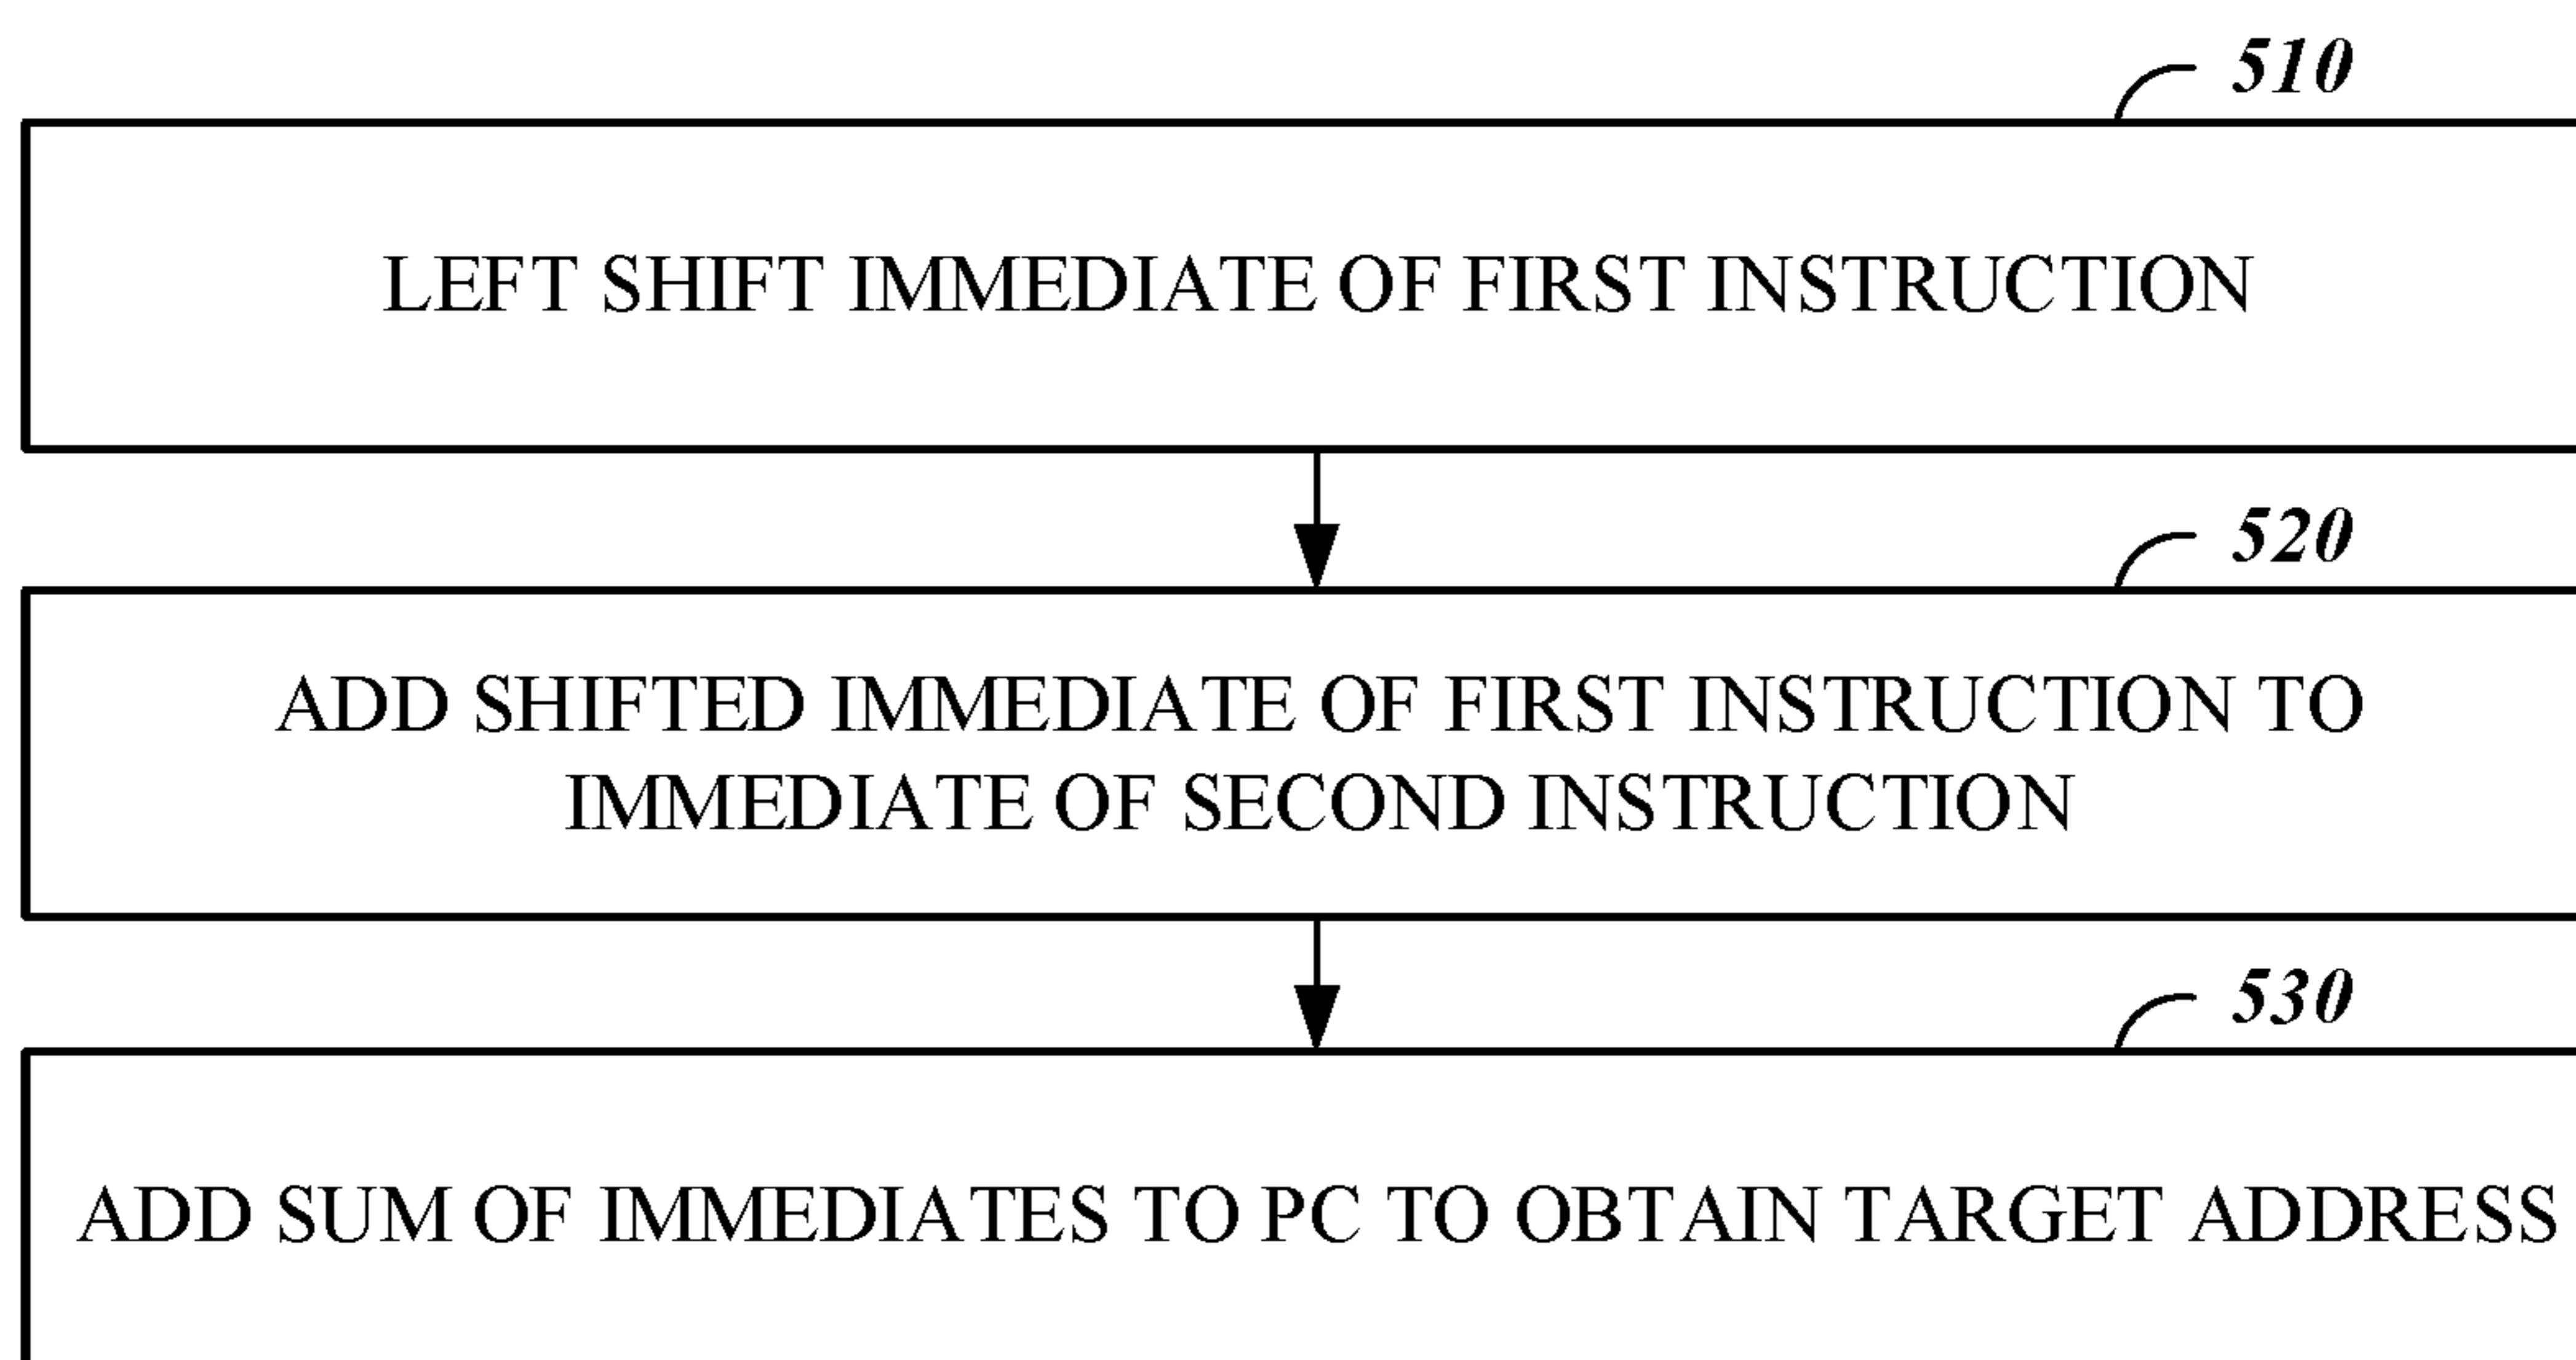 510
LEFT SHIFT IMMEDIATE OF FIRST INSTRUCTION
520
ADD SHIFTED IMMEDIATE OF FIRST INSTRUCTION TO
IMMEDIATE OF SECOND INSTRUCTION
530
ADD SUM OF IMMEDIATES TO PC TO OBTAIN TARGET ADDRESS